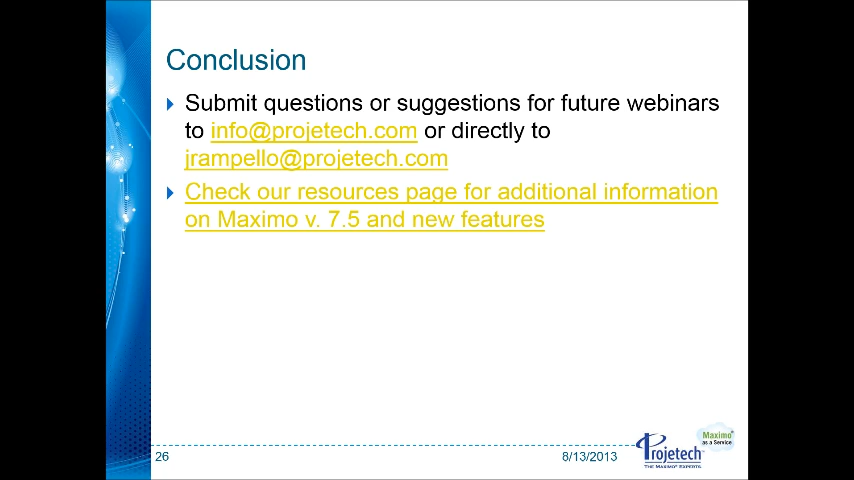 Conclusion
Submit questions or suggestions for future webinars
to info@projetech.com or directly to
jrampello@projetech.com
Check our resources page for additional information
on Maximo v. 7.5 and new features
26
8/13/2013
Projetech
THE MAXIMO® EXPERTS
Maximo®
as a Service